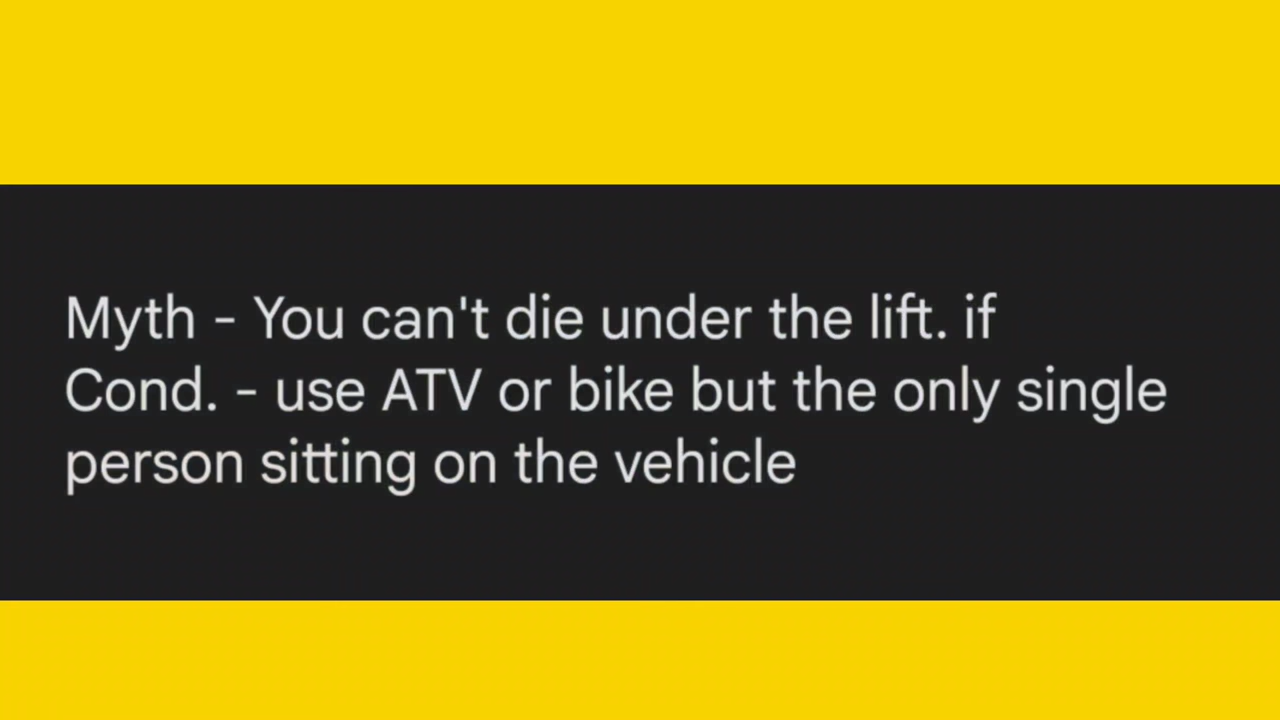 Myth - You can't die under the lift. if
Cond. - use ATV or bike but the only single
person sitting on the vehicle